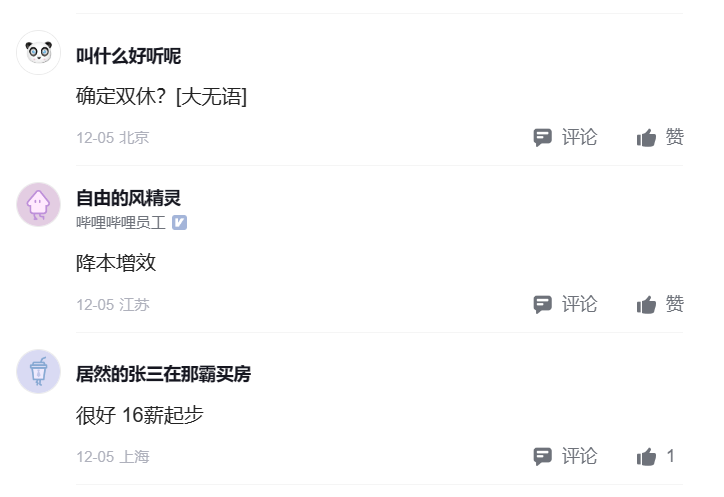 叫什么好听呢
确定双休？[大无语]
12-05 北京
评论 赞
自由的风精灵
哔哩哔哩员工
降本增效
12-05 江苏
评论 赞
居然的张三在那霸买房
很好 16薪起步
12-05 上海
评论 1